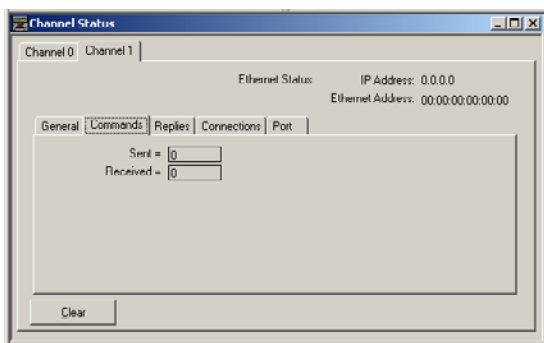 Channel Status
Channel 0 Channel 1
Ethernet Status IP Address: 0.0.0.0
Ethernet Address: 00:00:00:00:00:00
General Commands Replies Connections Port
Sent = 0
Received = 0
Clear